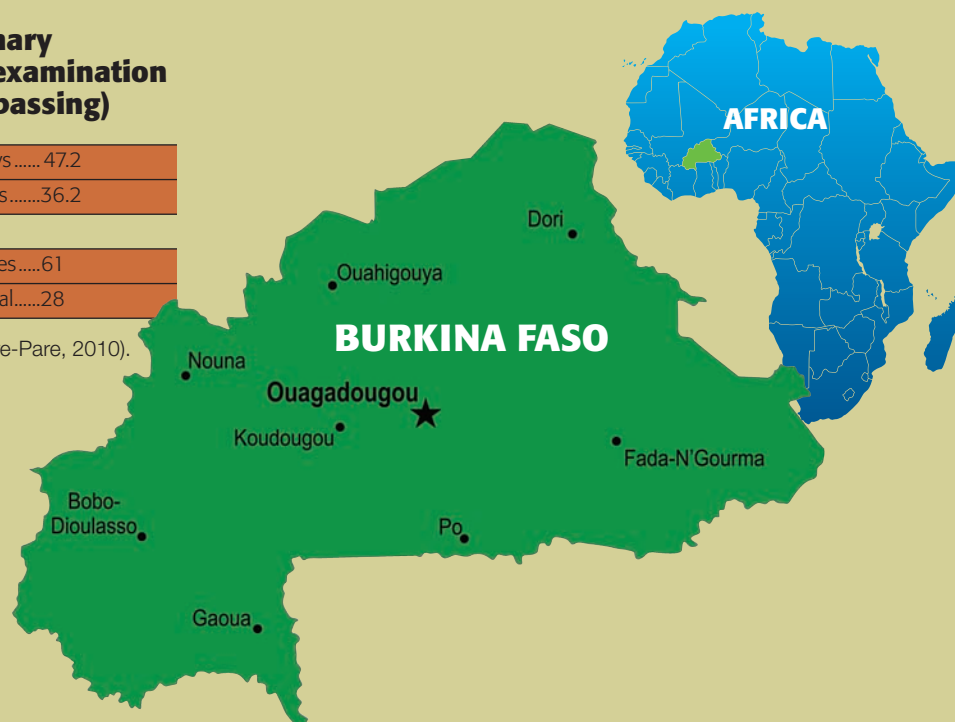 nary
examination
passing)
ys ...... 47.2
s.......36.2
es.....61
al......28
e-Pare, 2010).
AFRICA
Dori
Ouahigouya
BURKINA FASO
Nouna
Ouagadougou
Koudougou
Fada-N'Gourma
Bobo-
Dioulasso
Po
Gaoua